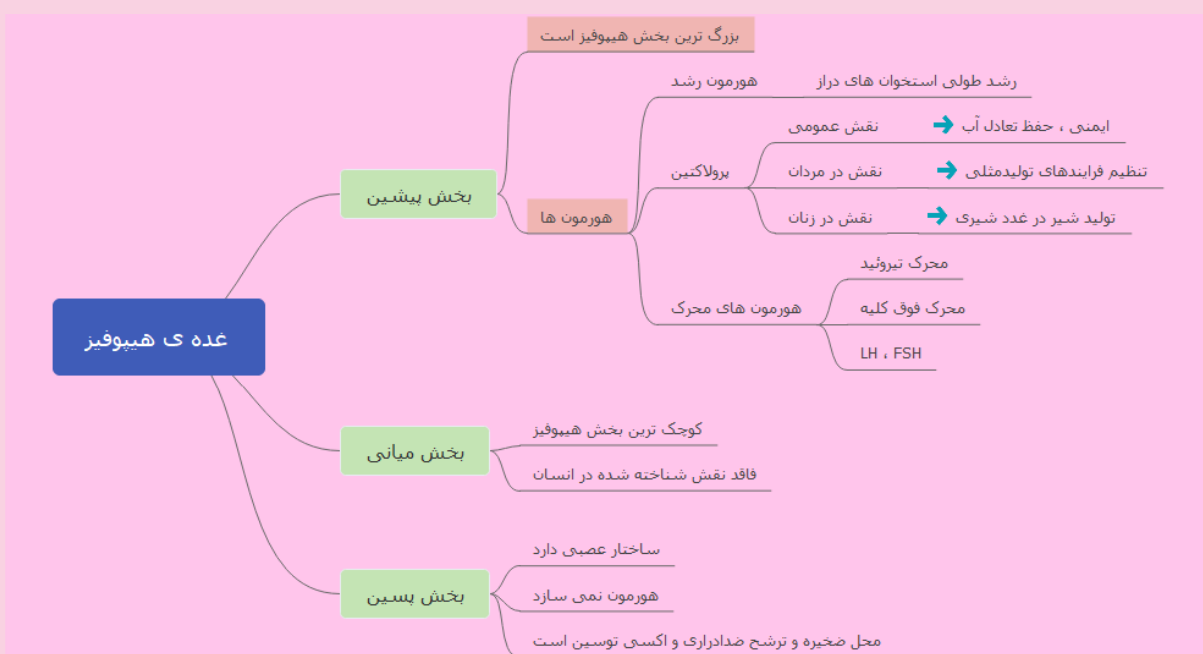 غده ی هیپوفیز
بخش پیشین
بزرگ ترین بخش هیپوفیز است
هورمون ها
هورمون رشد
رشد طولی استخوان های دراز
پرولاکتین
نقش عمومی
ایمنی ، حفظ تعادل آب
نقش در مردان
تنظیم فرایندهای تولیدمثلی
نقش در زنان
تولید شیر در غدد شیری
هورمون های محرک
محرک تیروئید
محرک فوق کلیه
LH ، FSH
بخش میانی
کوچک ترین بخش هیپوفیز
فاقد نقش شناخته شده در انسان
بخش پسین
ساختار عصبی دارد
هورمون نمی سازد
محل ضخیره و ترشح ضدادراری و اکسی توسین است